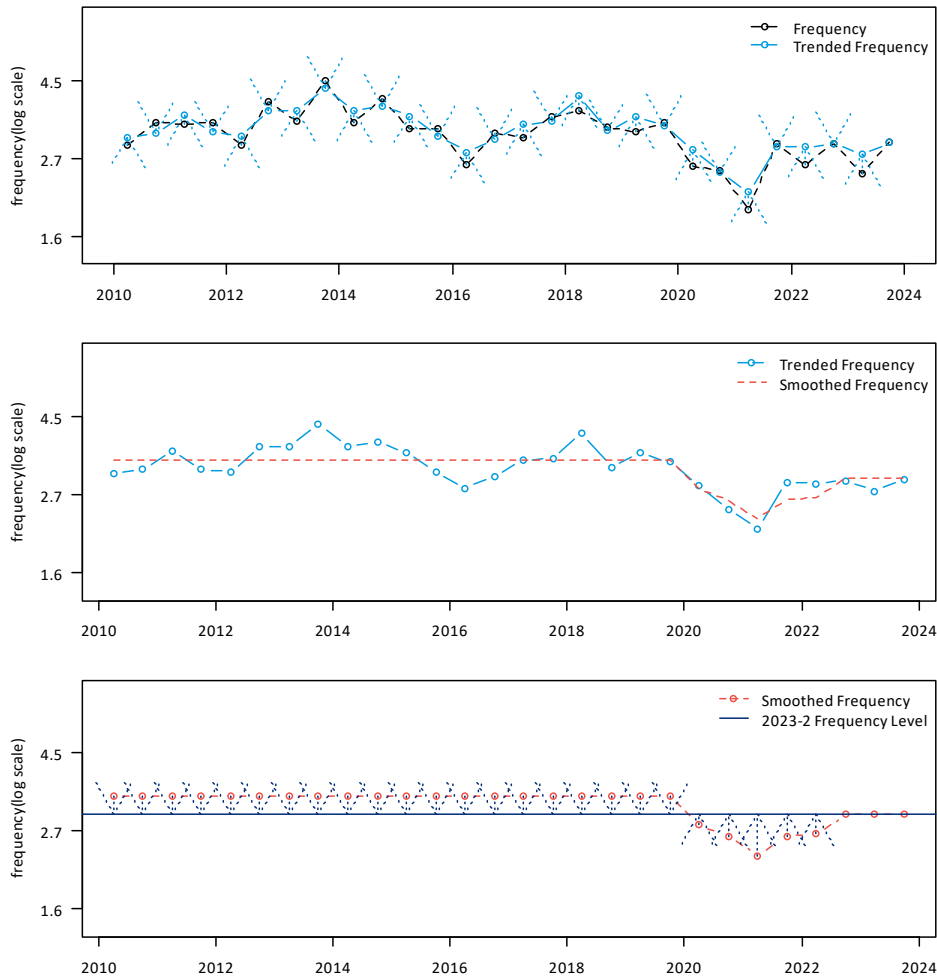 Frequency
Trended Frequency
frequency(log scale)
4.5
2.7
1.6
2010 2012 2014 2016 2018 2020 2022 2024
Trended Frequency
Smoothed Frequency
frequency(log scale)
4.5
2.7
1.6
2010 2012 2014 2016 2018 2020 2022 2024
Smoothed Frequency
2023-2 Frequency Level
frequency(log scale)
4.5
2.7
1.6
2010 2012 2014 2016 2018 2020 2022 2024